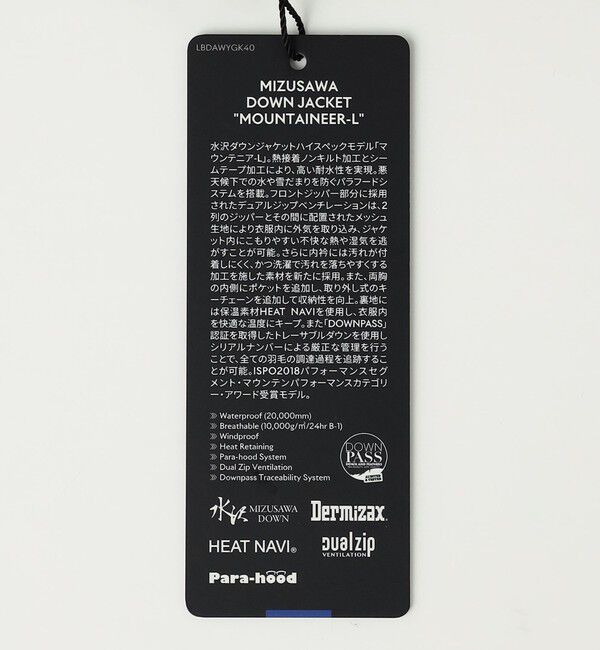 LBDAWYGK40
MIZUSAWA
DOWN JACKET
"MOUNTAINEER-L"
水沢ダウンジャケットハイスペックモデル「マ
ウンテニア-L」。熱接着ノンキルト加工とシー
ムテープ加工により、高い耐水性を実現。悪
天候下での水や雪だまりを防ぐパラフードシ
ステムを搭載。フロントジッパー部分に採用
されたデュアルジップベンチレーションは、2
列のジッパーとその間に配置されたメッシュ
生地により衣服内に外気を取り込み、ジャケ
ット内にこもりやすい不快な熱や湿気を逃
がすことが可能。さらに内衿には汚れが付
着しにくく、かつ洗濯で汚れを落ちやすくする
加工を施した素材を新たに採用。また、両胸
の内側にポケットを追加し、取り外し式のキ
ーチェーンを追加して収納性を向上。裏地に
は保温素材HEAT NAVIを使用し、衣服内
を快適な温度にキープ。また「DOWNPASS」
認証を取得したトレーサブルダウンを使用し
シリアルナンバーによる厳正な管理を行う
ことで、全ての羽毛の調達過程を追跡するこ
とが可能。ISPO2018パフォーマンスセグ
メント・マウンテンパフォーマンスカテゴリ
ー・アワード受賞モデル。
Waterproof (20,000mm)
Breathable (10,000g/㎡/24hr B-1)
Windproof
Heat Retaining
Para-hood System
Dual Zip Ventilation
Downpass Traceability System
DOWN
PASS
DOWN AND FEATHERS
水沢 MIZUSAWA
DOWN
Dermizax®
HEAT NAVI®
Dualzip
VENTILATION
Para-hood